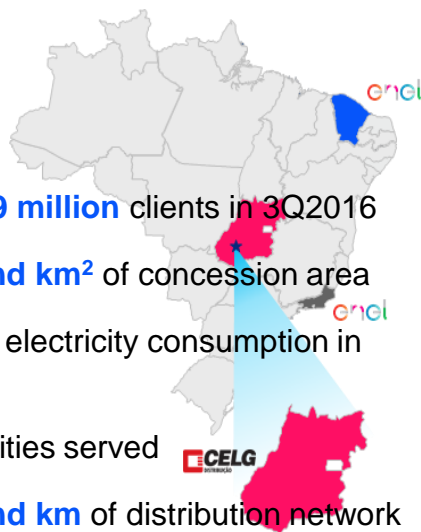 enel
9 million clients in 3Q2016
nd km² of concession area
enel
electricity consumption in
ities served
CELG
DISTRIBUIÇÃO
nd km of distribution network